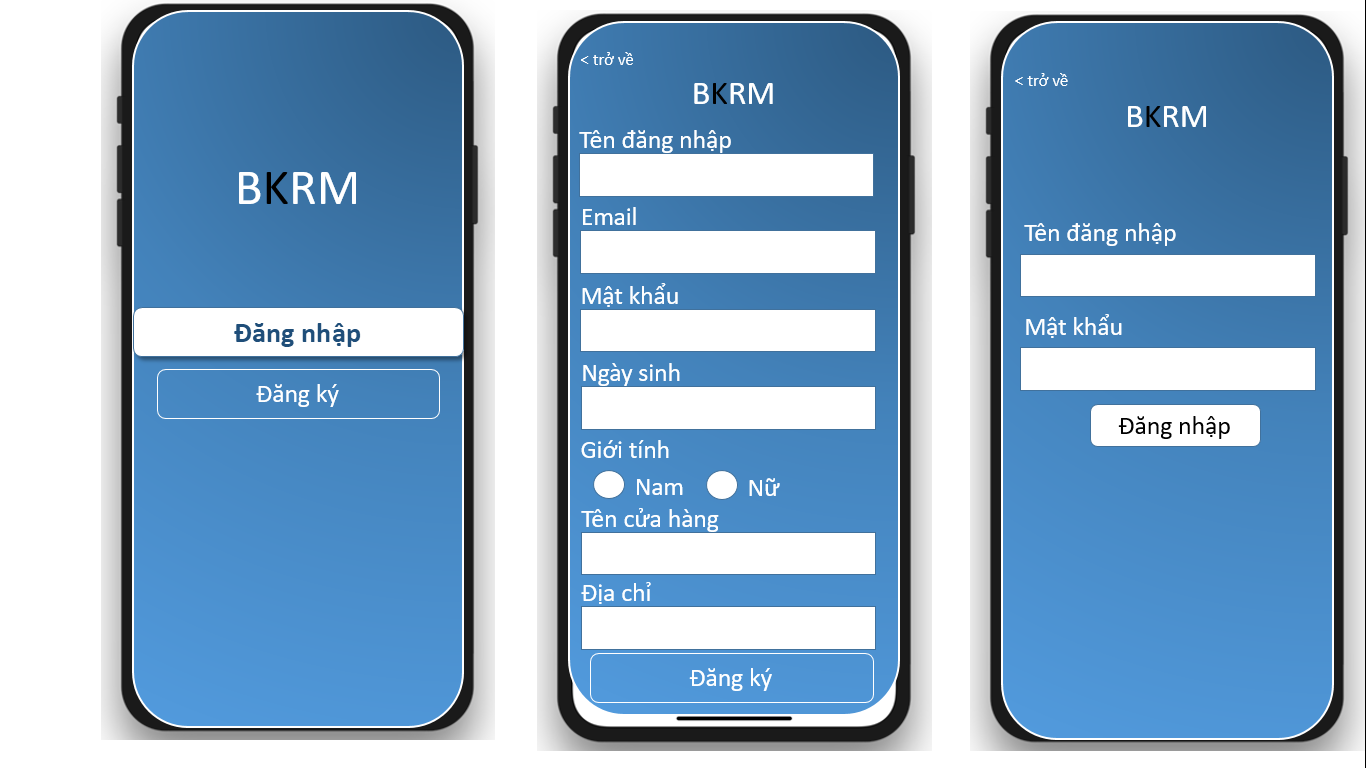 BKRM
Đăng nhập
Đăng ký
< trở về
BKRM
Tên đăng nhập
Email
Mật khẩu
Ngày sinh
Giới tính
Nam Nữ
Tên cửa hàng
Địa chỉ
Đăng ký
< trở về
BKRM
Tên đăng nhập
Mật khẩu
Đăng nhập